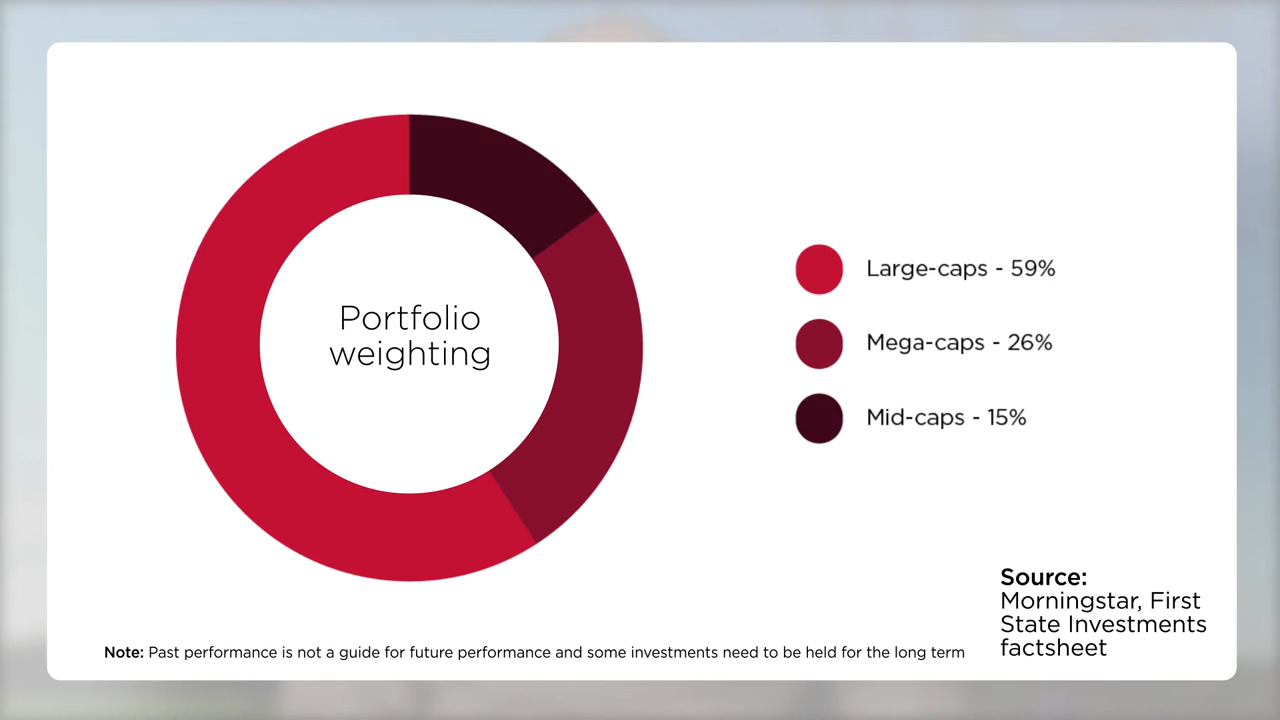 Portfolio
weighting
Large-caps - 59%
Mega-caps - 26%
Mid-caps - 15%
Source:
Morningstar, First
State Investments
factsheet
Note: Past performance is not a guide for future performance and some investments need to be held for the long term